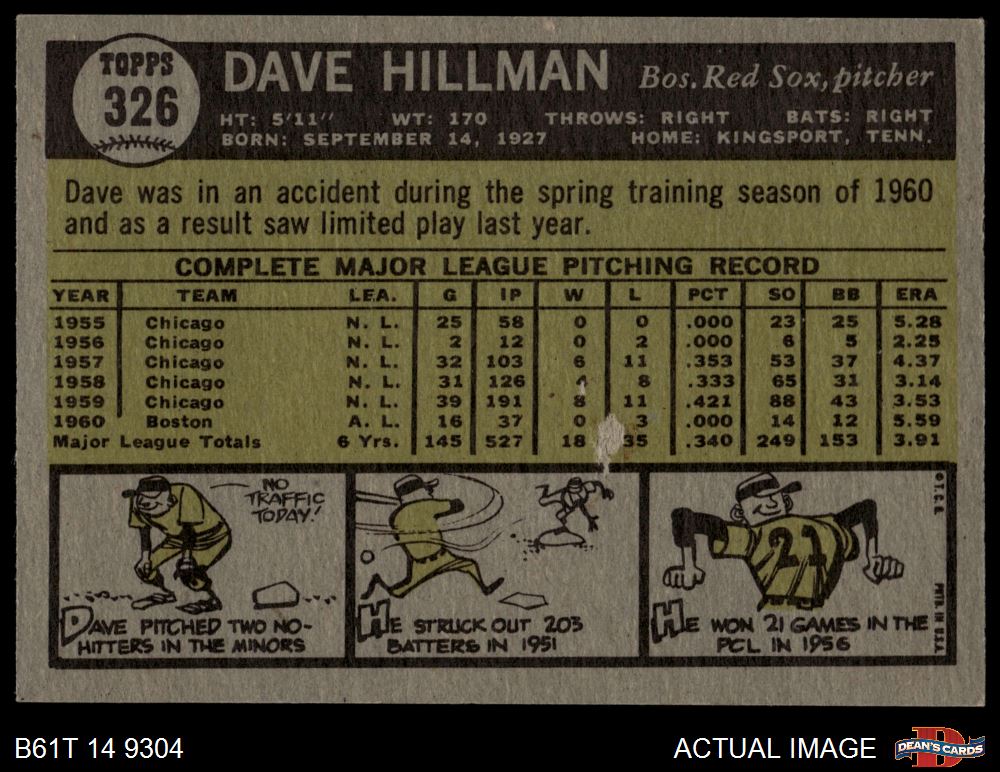 TOPPS
326
DAVE HILLMAN Bos. Red Sox, pitcher
HT: 5'11" WT: 170 THROWS: RIGHT BATS: RIGHT
BORN: SEPTEMBER 14, 1927 HOME: KINGSPORT, TENN.
Dave was in an accident during the spring training season of 1960
and as a result saw limited play last year.
COMPLETE MAJOR LEAGUE PITCHING RECORD
YEAR TEAM LEA. G IP W L PCT SO BB ERA
1955 Chicago N. L. 25 58 0 0 .000 23 25 5.28
1956 Chicago N. L. 2 12 0 2 .000 6 5 2.25
1957 Chicago N. L. 32 103 6 11 .353 53 37 4.37
1958 Chicago N. L. 31 126 4 8 .333 65 31 3.14
1959 Chicago N. L. 39 191 8 11 .421 88 43 3.53
1960 Boston A. L. 16 37 0 3 .000 14 12 5.59
Major League Totals 6 Yrs. 145 527 18 35 .340 249 153 3.91
NO
TRAFFIC
TODAY!
DAVE PITCHED TWO NO-
HITTERS IN THE MINORS
HE STRUCK OUT 203
BATTERS IN 1951
21
HE WON 21 GAMES IN THE
PCL IN 1956
© T.C.G.
PRTD. IN U.S.A.
B61T 14 9304
ACTUAL IMAGE
D
DEAN'S CARDS